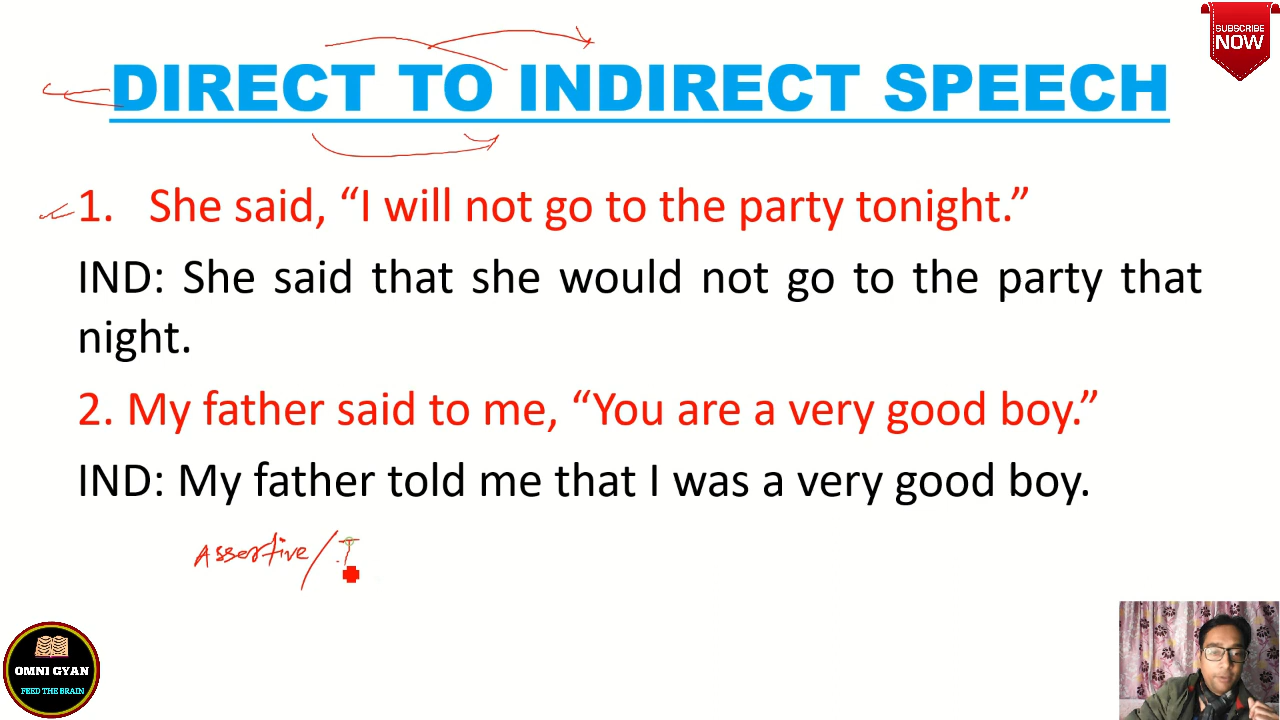 SUBSCRIBE
NOW
DIRECT TO INDIRECT SPEECH
1. She said, “I will not go to the party tonight.”
IND: She said that she would not go to the party that
night.
2. My father said to me, “You are a very good boy.”
IND: My father told me that I was a very good boy.
Assertive/
OMNI GYAN
FEED THE BRAIN